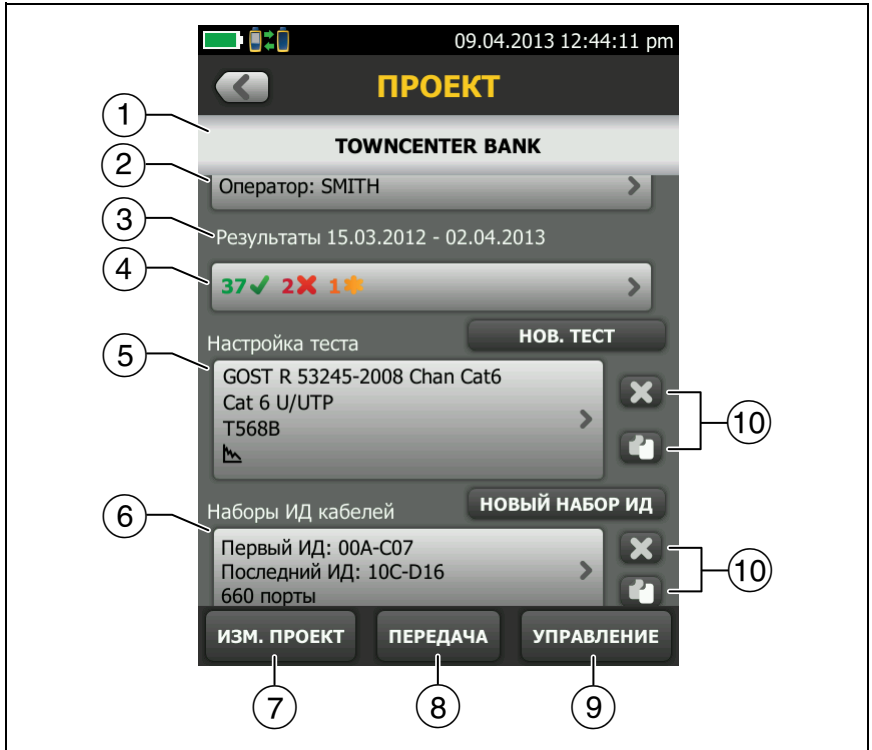 09.04.2013 12:44:11 pm
ПРОЕКТ
1
TOWNCENTER BANK
2
Оператор: SMITH
3
Результаты 15.03.2012 - 02.04.2013
4
37 2 1
НОВ. ТЕСТ
Настройка теста
5
GOST R 53245-2008 Chan Cat6
Cat 6 U/UTP
T568B
10
НОВЫЙ НАБОР ИД
6
Наборы ИД кабелей
Первый ИД: 00A-C07
Последний ИД: 10C-D16
660 порты
10
ИЗМ. ПРОЕКТ ПЕРЕДАЧА УПРАВЛЕНИЕ
7 8 9